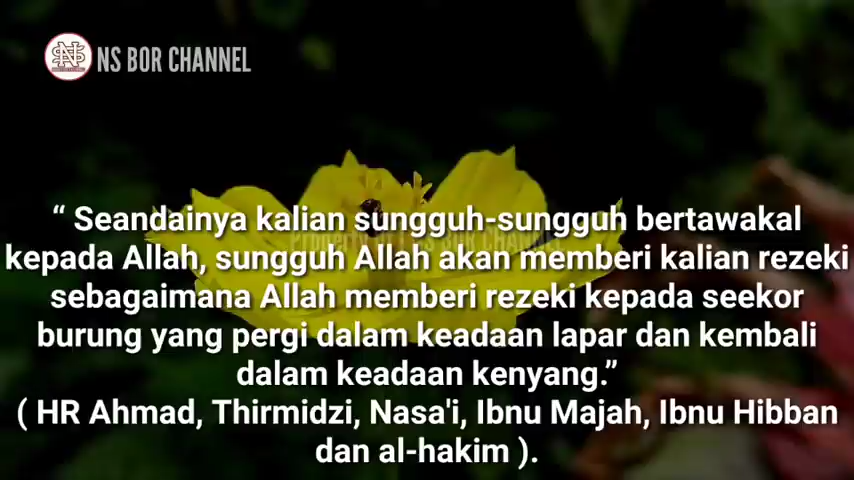 NS BOR CHANNEL
“ Seandainya kalian sungguh-sungguh bertawakal
kepada Allah, sungguh Allah akan memberi kalian rezeki
sebagaimana Allah memberi rezeki kepada seekor
burung yang pergi dalam keadaan lapar dan kembali
dalam keadaan kenyang.”
( HR Ahmad, Thirmidzi, Nasa'i, Ibnu Majah, Ibnu Hibban
dan al-hakim ).